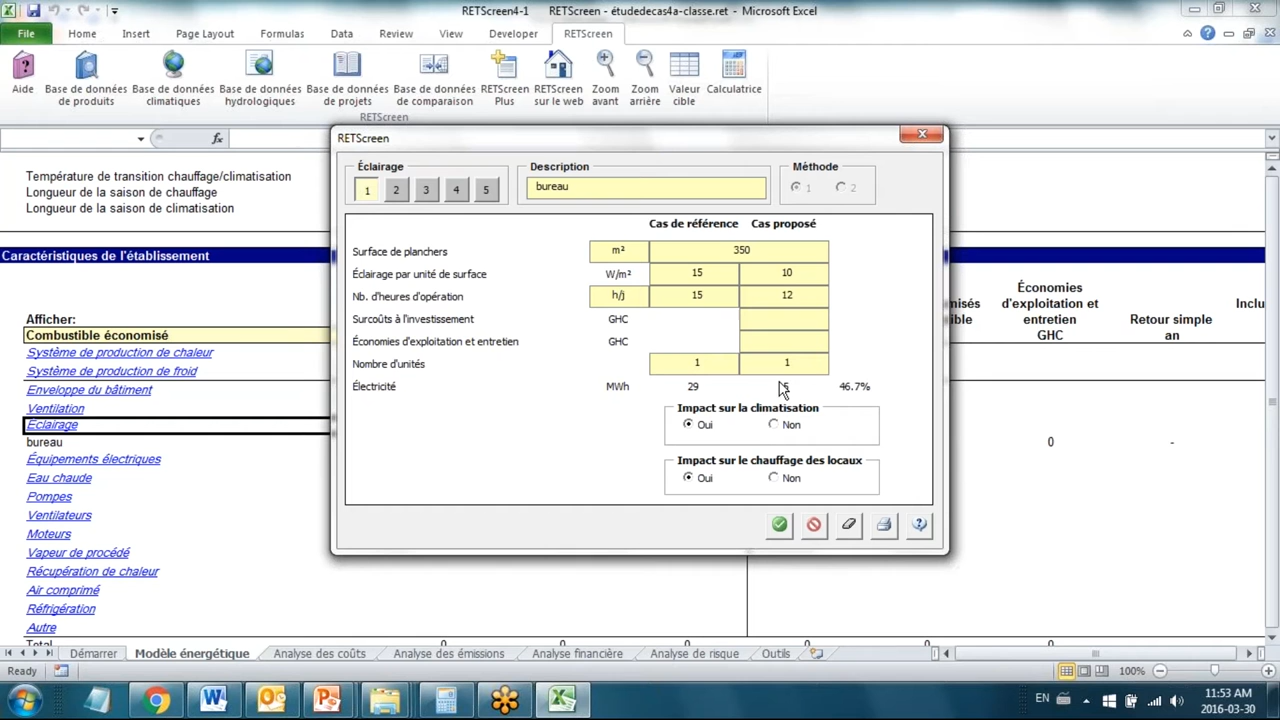 RETScreen4-1 RETScreen - étudedecas4a-classe.ret - Microsoft Excel
File Home Insert Page Layout Formulas Data Review View Developer RETScreen
Aide
Base de données de produits
Base de données climatiques
Base de données hydrologiques
Base de données de projets
Base de données de comparaison
RETScreen Plus
RETScreen sur le web
Zoom avant
Zoom arrière
Valeur cible
Calculatrice
RETScreen
fx
Température de transition chauffage/climatisation
Longueur de la saison de chauffage
Longueur de la saison de climatisation
Caractéristiques de l'établissement
Afficher:
Combustible économisé
Système de production de chaleur
Système de production de froid
Enveloppe du bâtiment
Ventilation
Éclairage
bureau
Équipements électriques
Eau chaude
Pompes
Ventilateurs
Moteurs
Vapeur de procédé
Récupération de chaleur
Air comprimé
Réfrigération
Autre
Total 0 0 0 0 0 0
RETScreen
Éclairage
1 2 3 4 5
Description
bureau
Méthode
1 2
Cas de référence Cas proposé
Surface de planchers m² 350
Éclairage par unité de surface W/m² 15 10
Nb. d'heures d'opération h/j 15 12
Surcoûts à l'investissement GHC
Économies d'exploitation et entretien GHC
Nombre d'unités 1 1
Électricité MWh 29 46.7%
Impact sur la climatisation
Oui Non
Impact sur le chauffage des locaux
Oui Non
Économies
d'exploitation et
entretien
GHC
Retour simple
an
Inclu
0 -
Démarrer Modèle énergétique Analyse des coûts Analyse des émissions Analyse financière Analyse de risque Outils
Ready 100%
EN 11:53 AM
2016-03-30